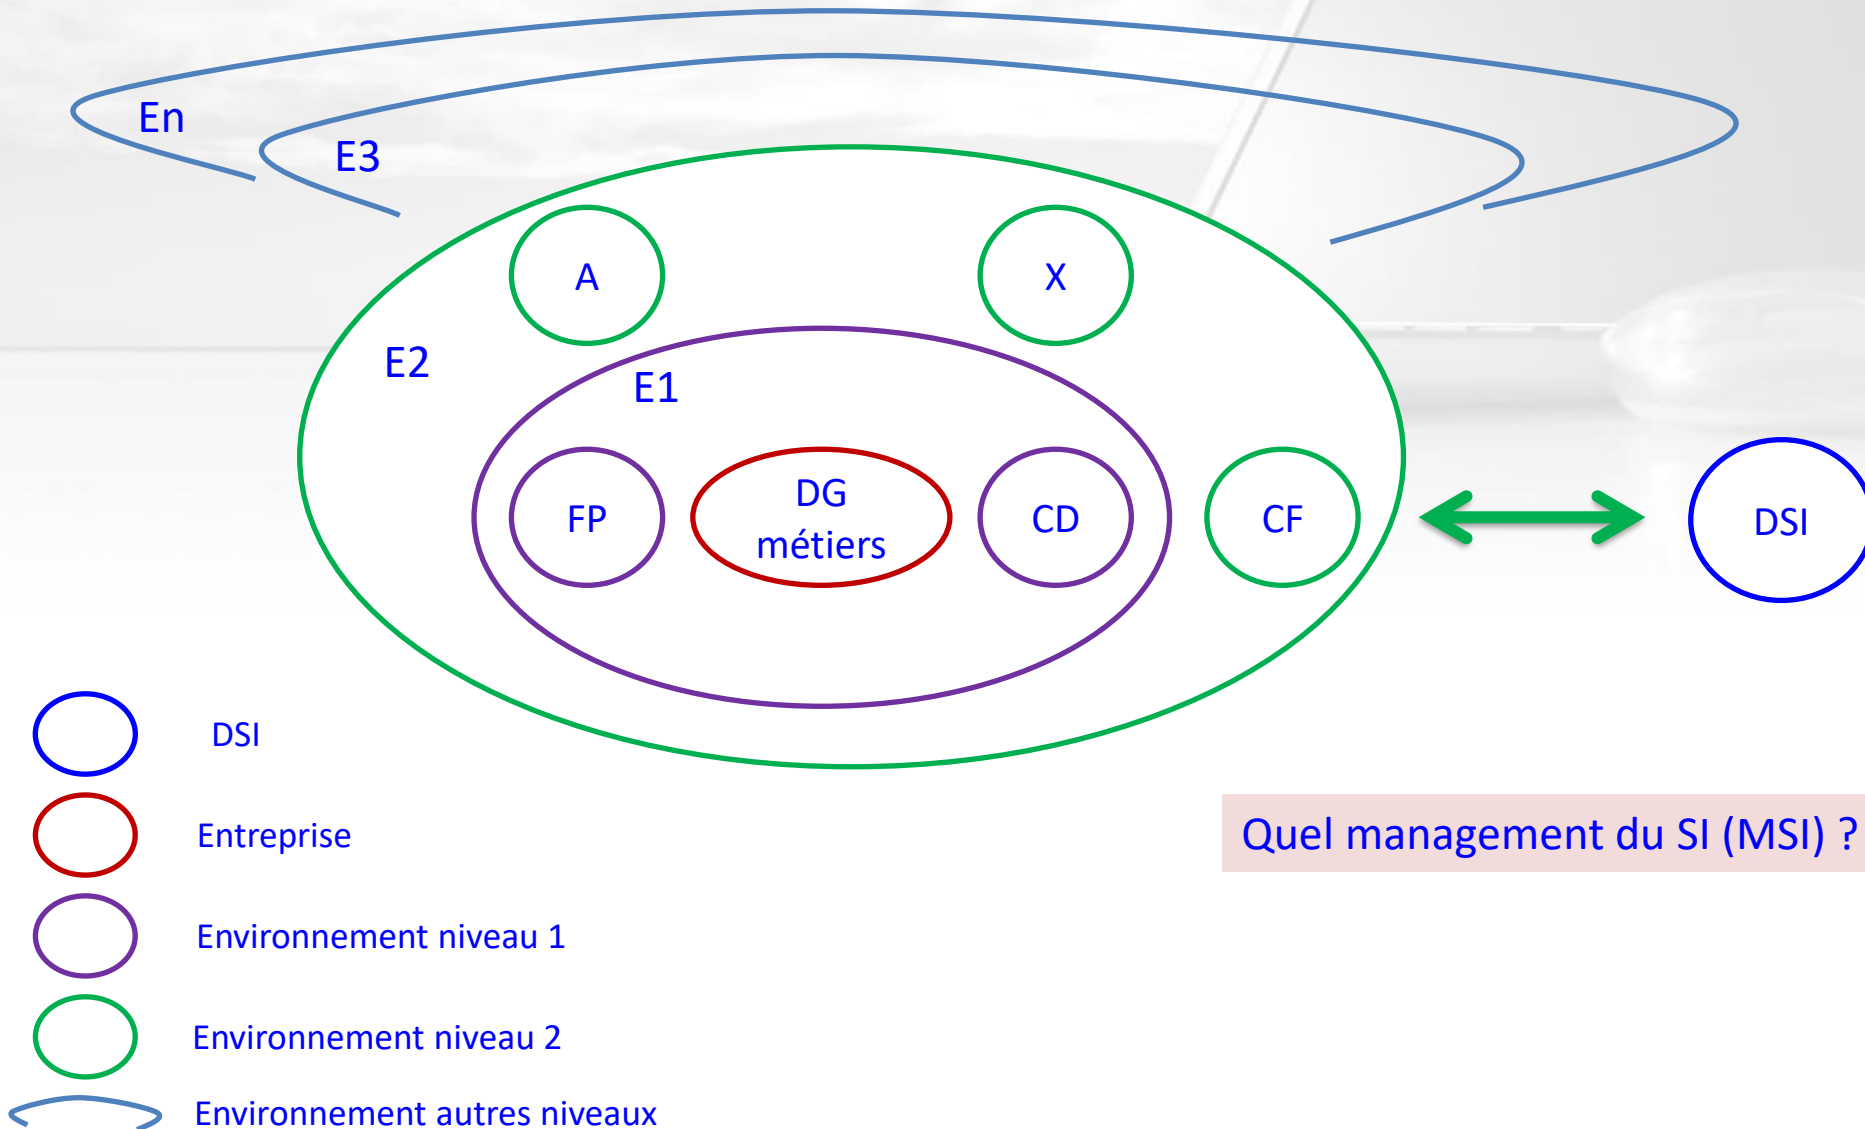 En
E3
A
X
E2
E1
FP
DG
métiers
CD
CF
DSI
DSI
Entreprise
Quel management du SI (MSI) ?
Environnement niveau 1
Environnement niveau 2
Environnement autres niveaux